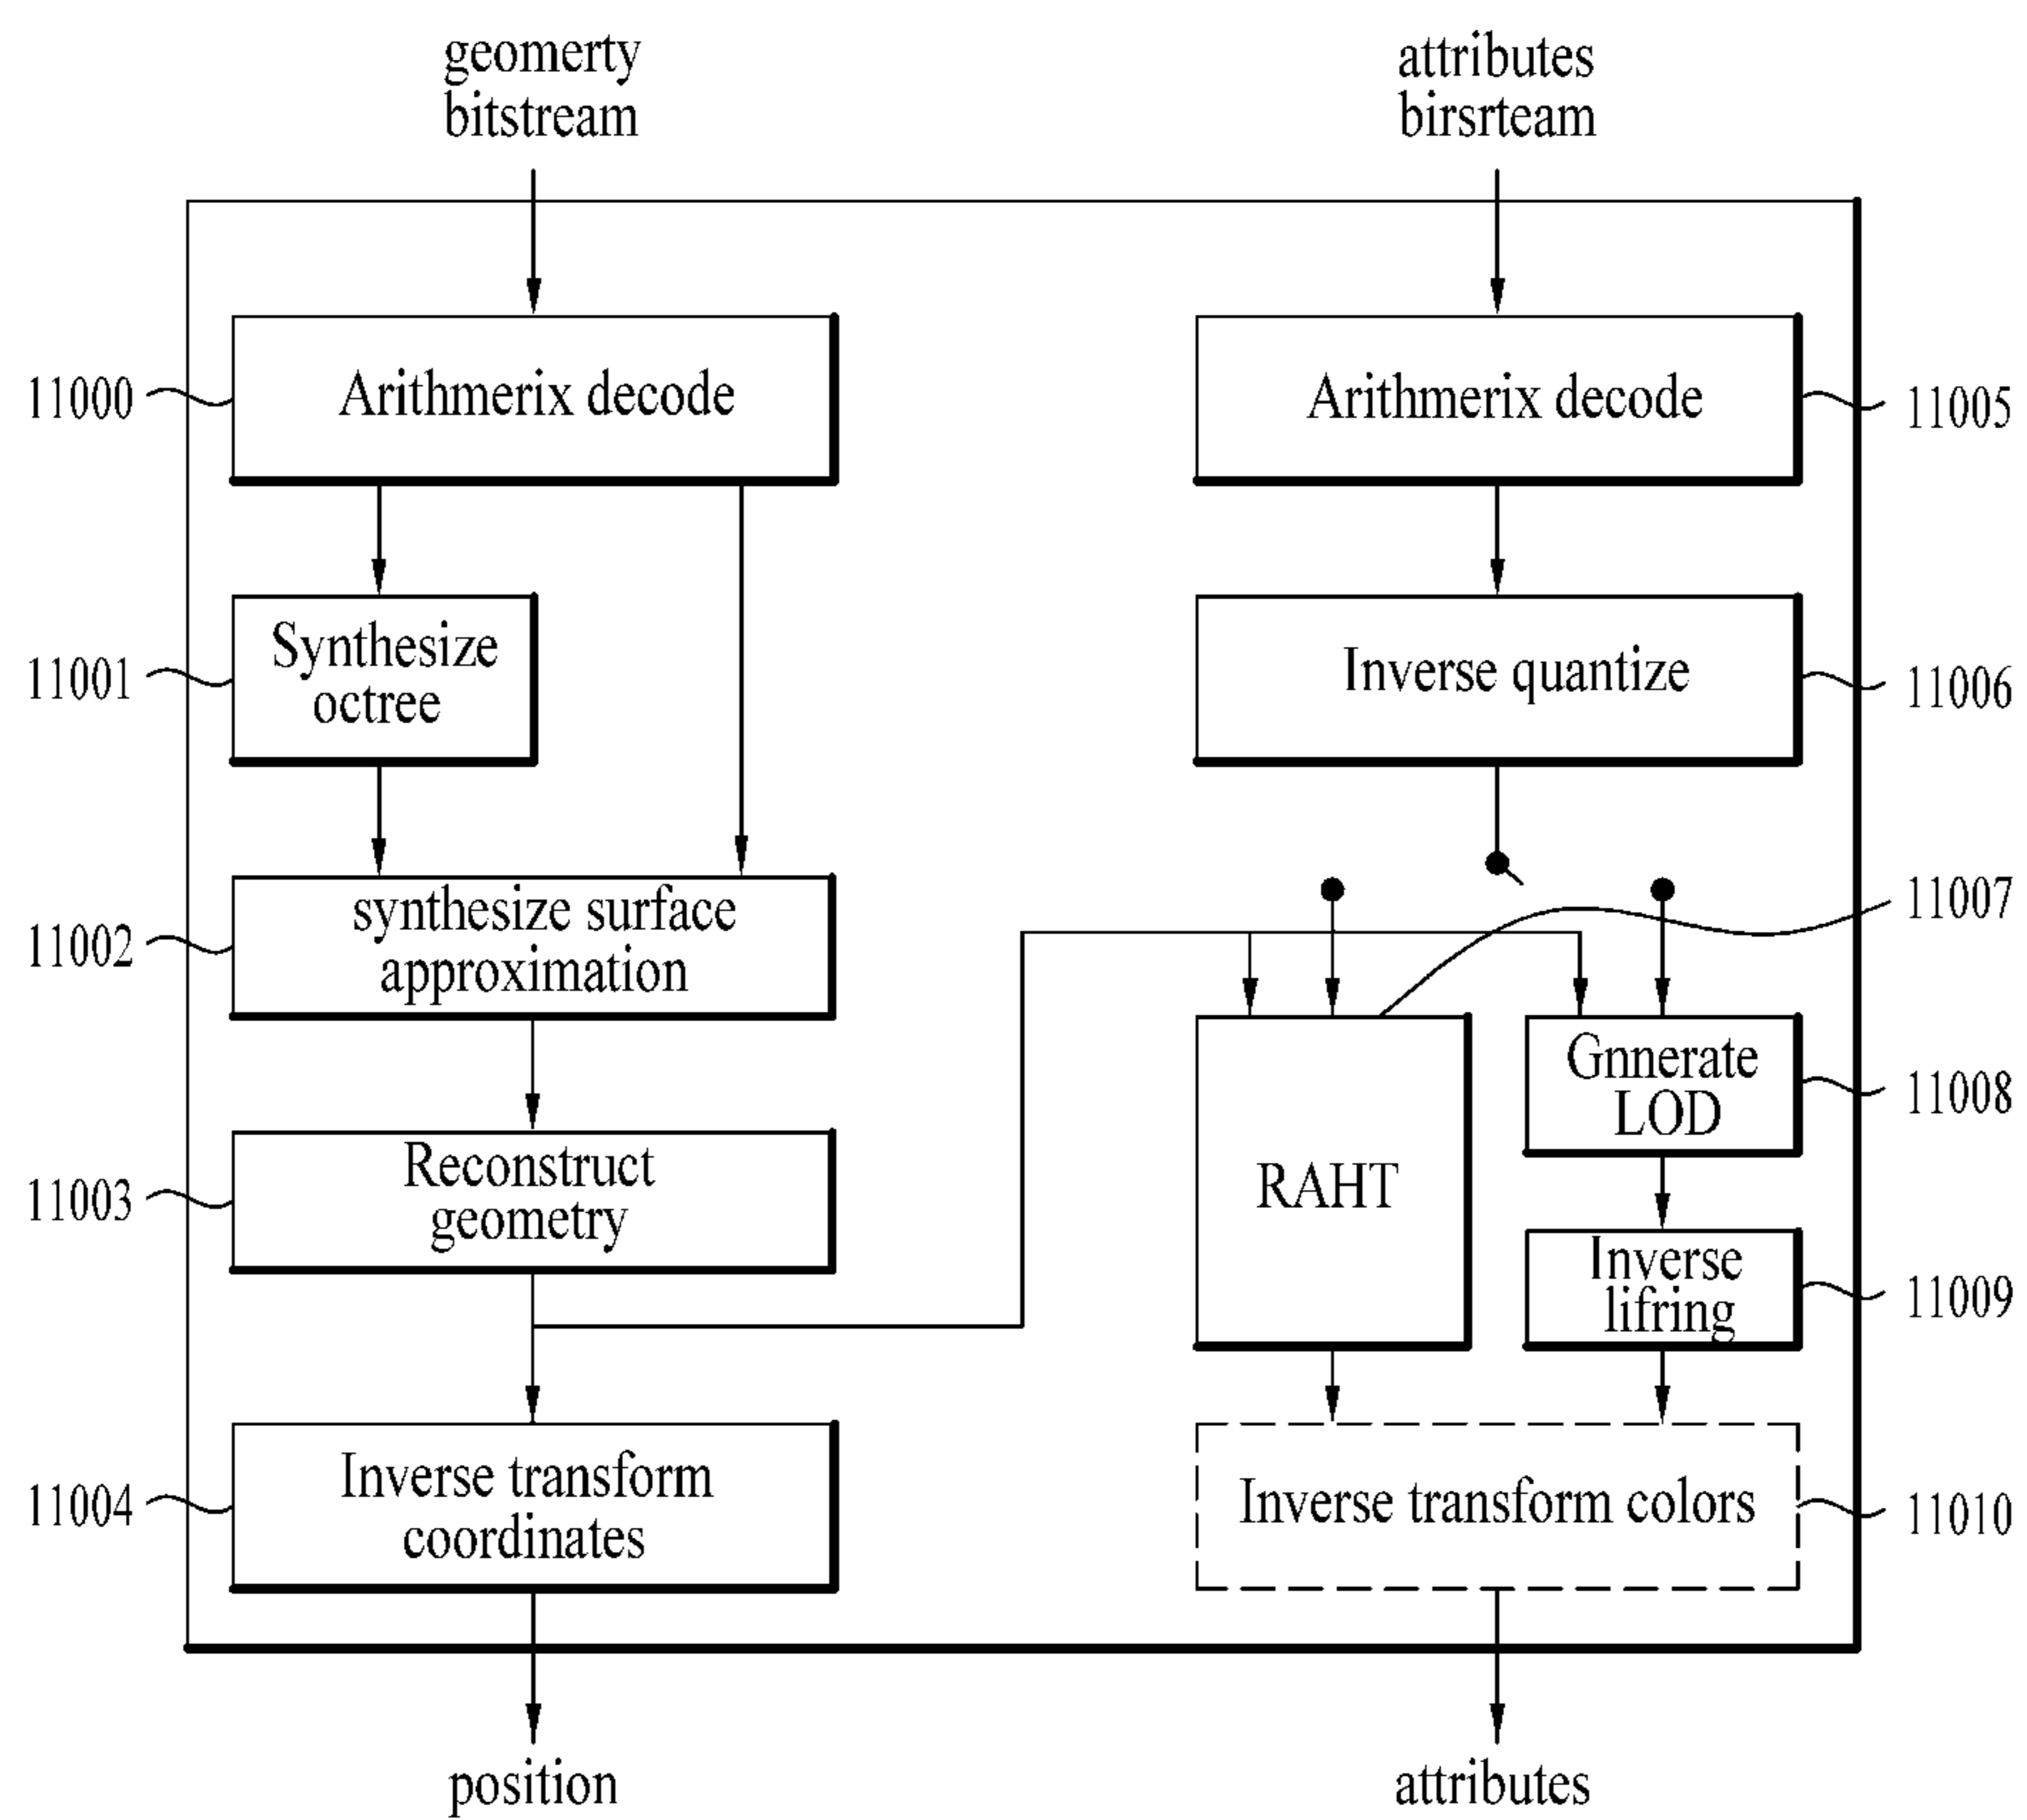 geomerty
bitstream
attributes
birsrteam
11000
Arithmerix decode
Arithmerix decode
11005
11001
Synthesize
octree
Inverse quantize
11006
11002
synthesize surface
approximation
11007
Gnnerate
LOD
11008
11003
Reconstruct
geometry
RAHT
Inverse
lifring
11009
11004
Inverse transform
coordinates
Inverse transform colors
11010
position
attributes